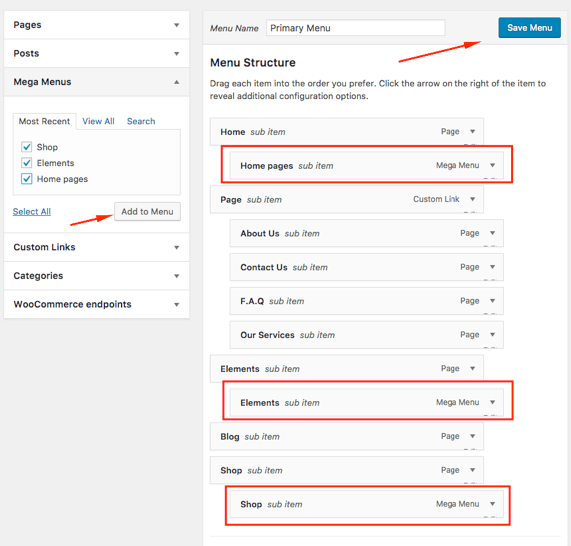 Pages
Posts
Mega Menus
Most Recent View All Search
Shop
Elements
Home pages
Select All Add to Menu
Custom Links
Categories
WooCommerce endpoints
Menu Name Primary Menu Save Menu
Menu Structure
Drag each item into the order you prefer. Click the arrow on the right of the item to
reveal additional configuration options.
Home sub item Page
Home pages sub item Mega Menu
Page sub item Custom Link
About Us sub item Page
Contact Us sub item Page
F.A.Q sub item Page
Our Services sub item Page
Elements sub item Page
Elements sub item Mega Menu
Blog sub item Page
Shop sub item Page
Shop sub item Mega Menu